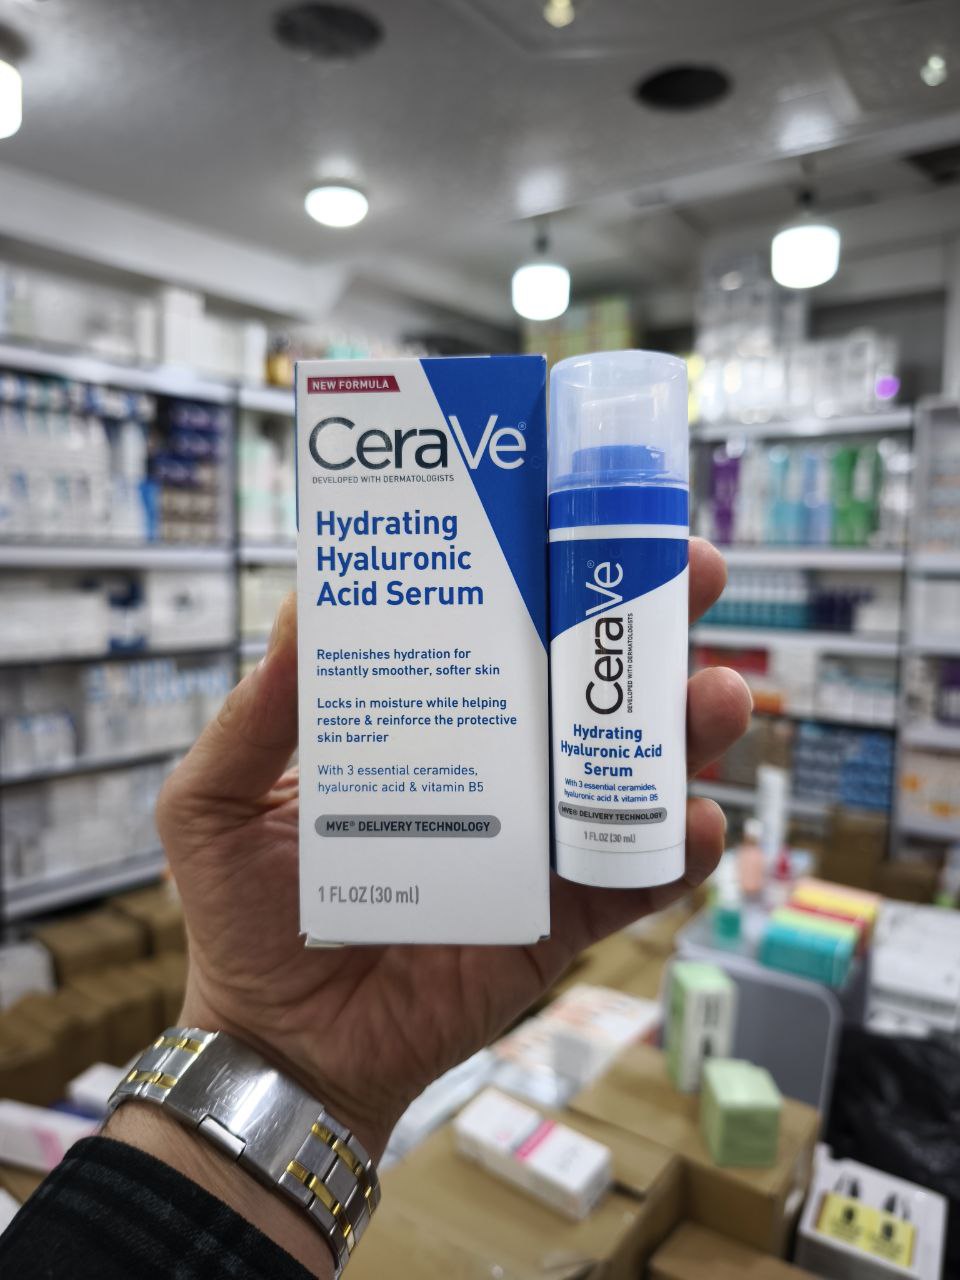 NEW FORMULA
CeraVe®
DEVELOPED WITH DERMATOLOGISTS
Hydrating
Hyaluronic
Acid Serum
Replenishes hydration for
instantly smoother, softer skin
Locks in moisture while helping
restore & reinforce the protective
skin barrier
With 3 essential ceramides,
hyaluronic acid & vitamin B5
MVE® DELIVERY TECHNOLOGY
1 FL OZ (30 ml)
CeraVe®
DEVELOPED WITH DERMATOLOGISTS
Hydrating
Hyaluronic Acid
Serum
With 3 essential ceramides,
hyaluronic acid & vitamin B5
MVE® DELIVERY TECHNOLOGY
1 FL OZ (30 ml)